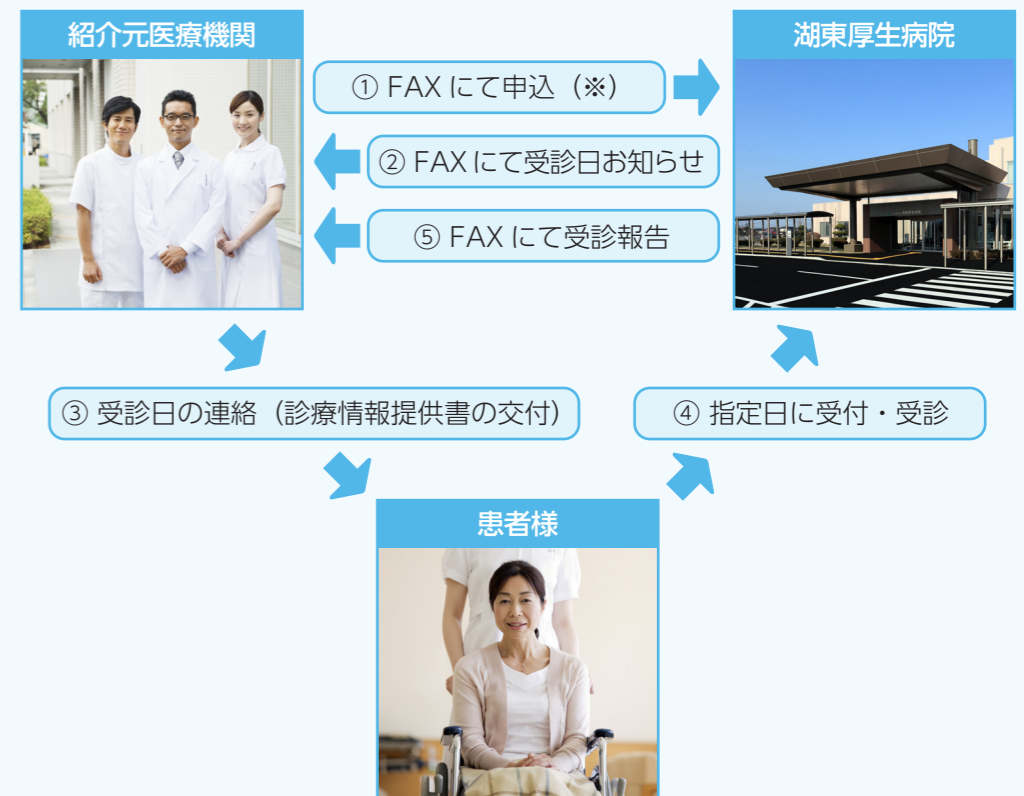 紹介元医療機関
湖東厚生病院
① FAX にて申込（※）
② FAX にて受診日お知らせ
⑤ FAX にて受診報告
③ 受診日の連絡（診療情報提供書の交付）
④ 指定日に受付・受診
患者様